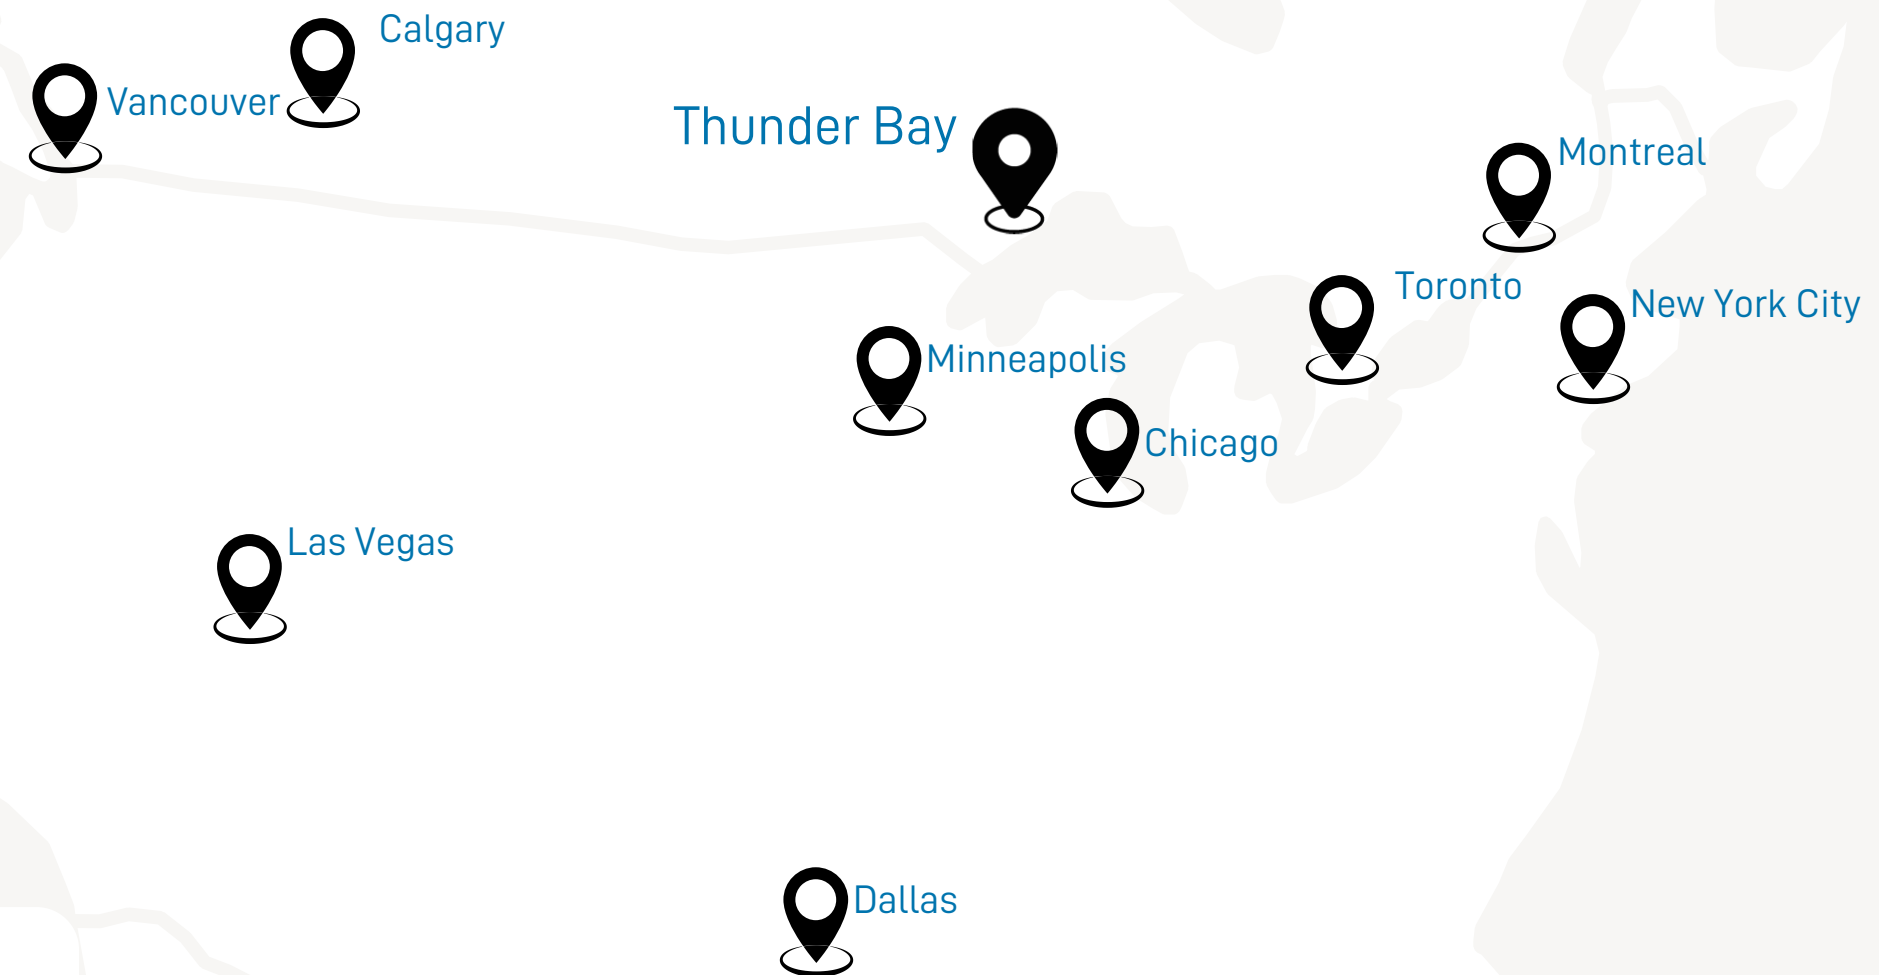 Calgary
Vancouver
Thunder Bay
Montreal
Toronto
New York City
Minneapolis
Chicago
Las Vegas
Dallas